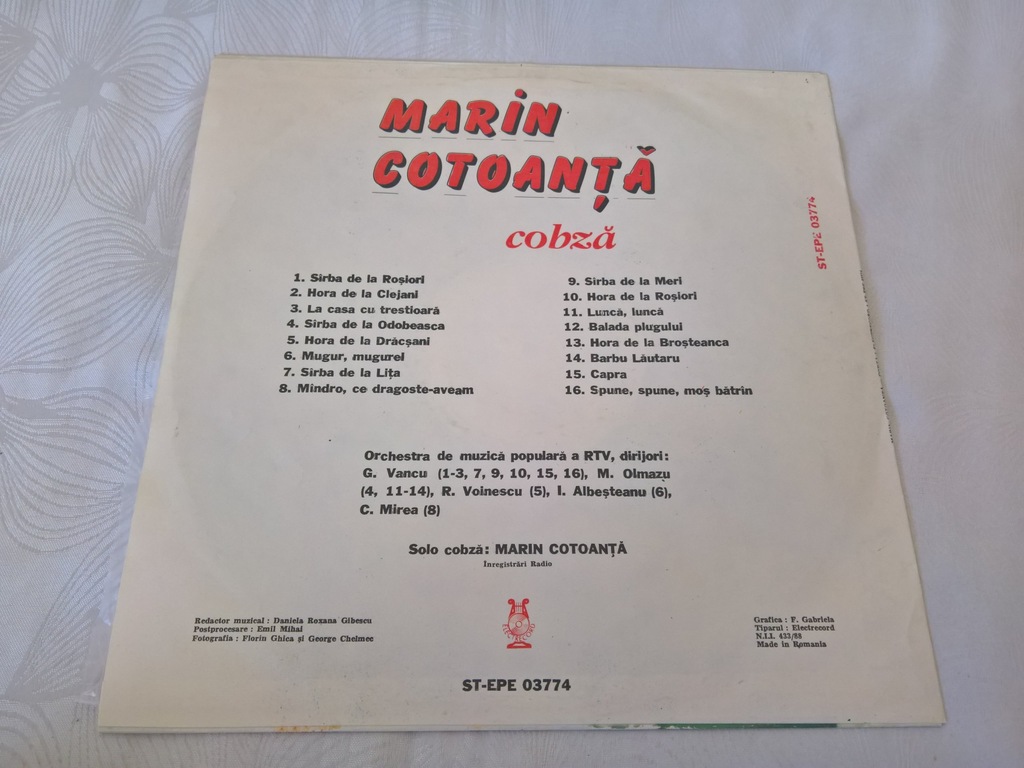 MARiN
COTOANȚĂ
cobză
ST-EPE 03774
1. Sîrba de la Roșiori
2. Hora de la Clejani
3. La casa cu trestioară
4. Sîrba de la Odobeasca
5. Hora de la Drăcșani
6. Mugur, mugurel
7. Sîrba de la Lița
8. Mîndro, ce dragoste-aveam
9. Sîrba de la Meri
10. Hora de la Roșiori
11. Luncă, luncă
12. Balada plugului
13. Hora de la Broșteanca
14. Barbu Lăutaru
15. Capra
16. Spune, spune, moș bătrîn
Orchestra de muzică populară a RTV, dirijori:
G. Vancu (1-3, 7, 9, 10, 15, 16), M. Olmazu
(4, 11-14), R. Voinescu (5), I. Albeșteanu (6),
C. Mirea (8)
Solo cobză: MARIN COTOANȚĂ
Înregistrări Radio
Redactor muzical : Daniela Roxana Gibescu
Postprocesare : Emil Mihai
Fotografia : Florin Ghica și George Chelmec
ELECTRECORD
Grafica : F. Gabriela
Tiparul : Electrecord
N.I.I. 433/88
Made in Romania
ST-EPE 03774